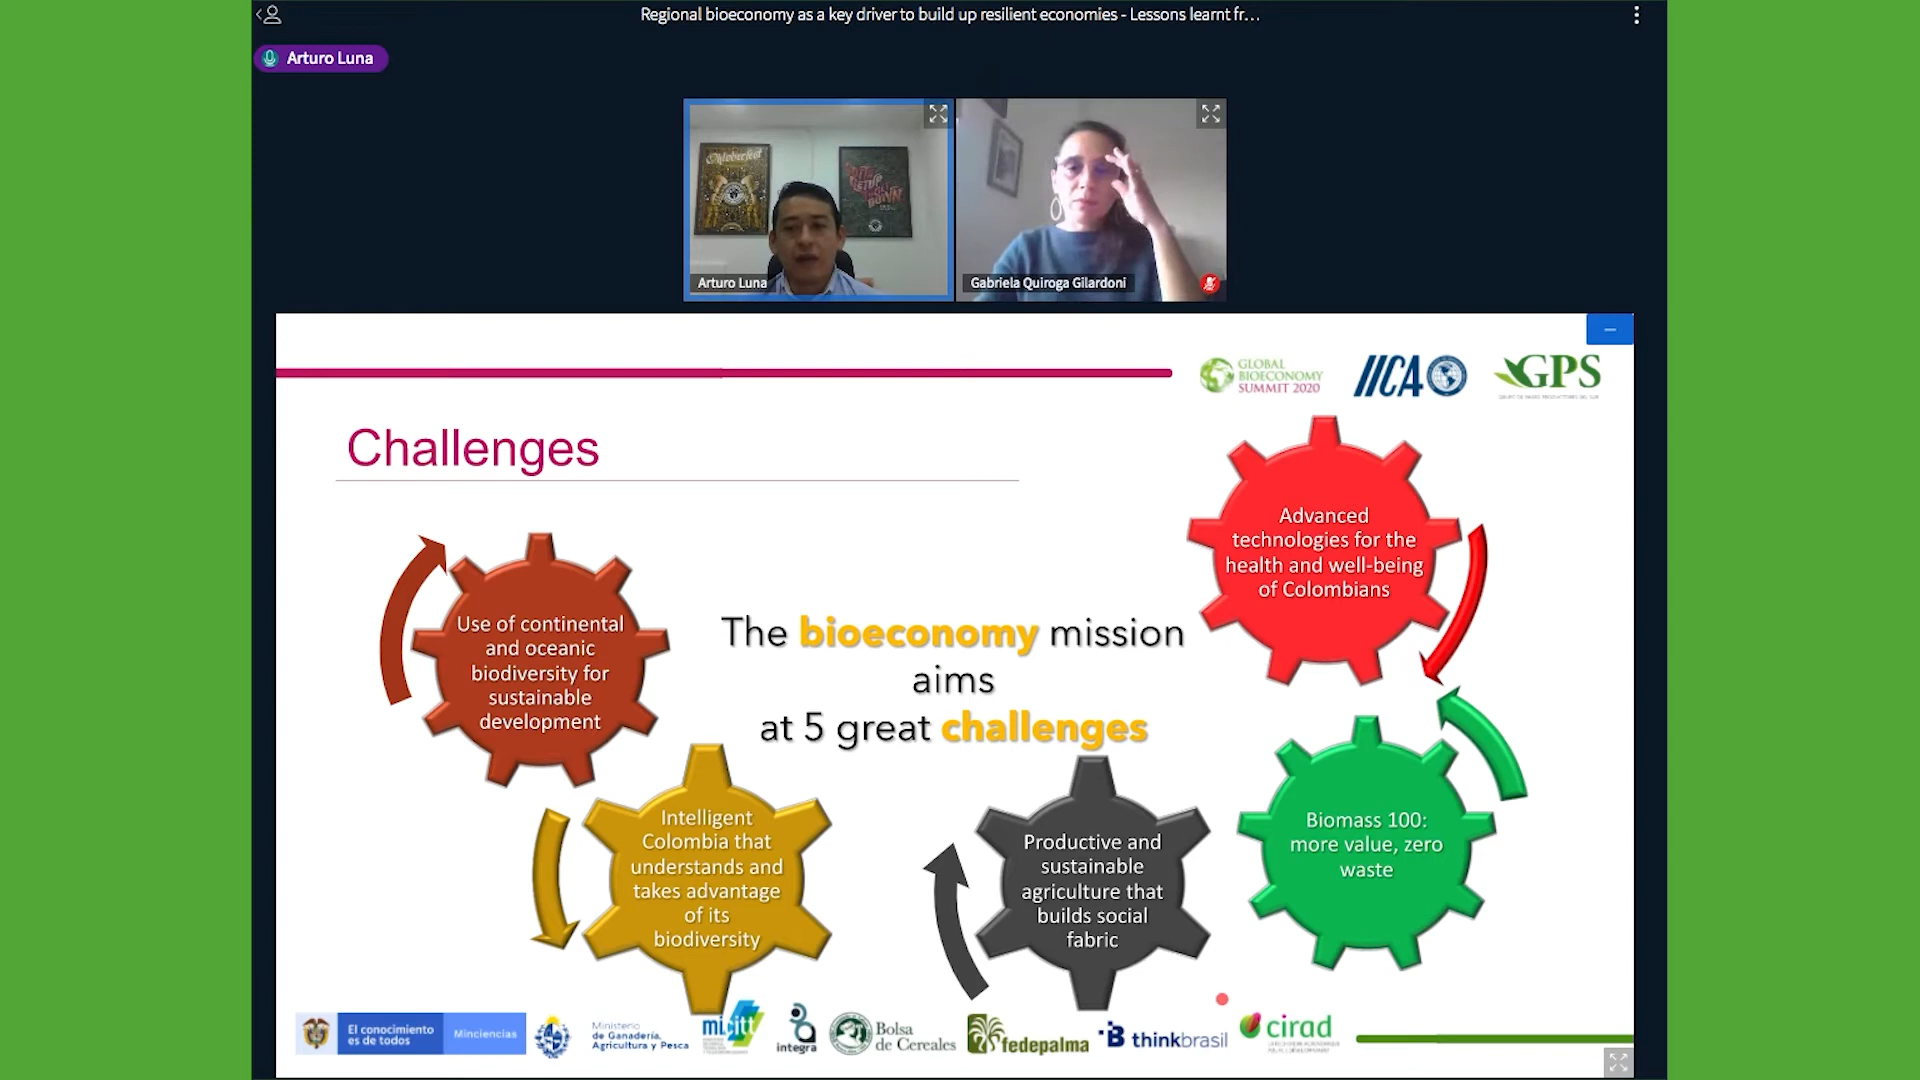 Regional bioeconomy as a key driver to build up resilient economies - Lessons learnt fr…
Arturo Luna
Oktoberfest
Arturo Luna
Gabriela Quiroga Gilardoni
GLOBAL
BIOECONOMY
SUMMIT 2020
IICA
GPS
Challenges
Advanced
technologies for the
health and well-being
of Colombians
Use of continental
and oceanic
biodiversity for
sustainable
development
The bioeconomy mission
aims
at 5 great challenges
Intelligent
Colombia that
understands and
takes advantage
of its
biodiversity
Productive and
sustainable
agriculture that
builds social
fabric
Biomass 100:
more value, zero
waste
El conocimiento
es de todos
Minciencias
Ministerio
de Ganadería,
Agricultura y Pesca
micitt
integra
Bolsa
de Cereales
fedepalma
B thinkbrasil
cirad